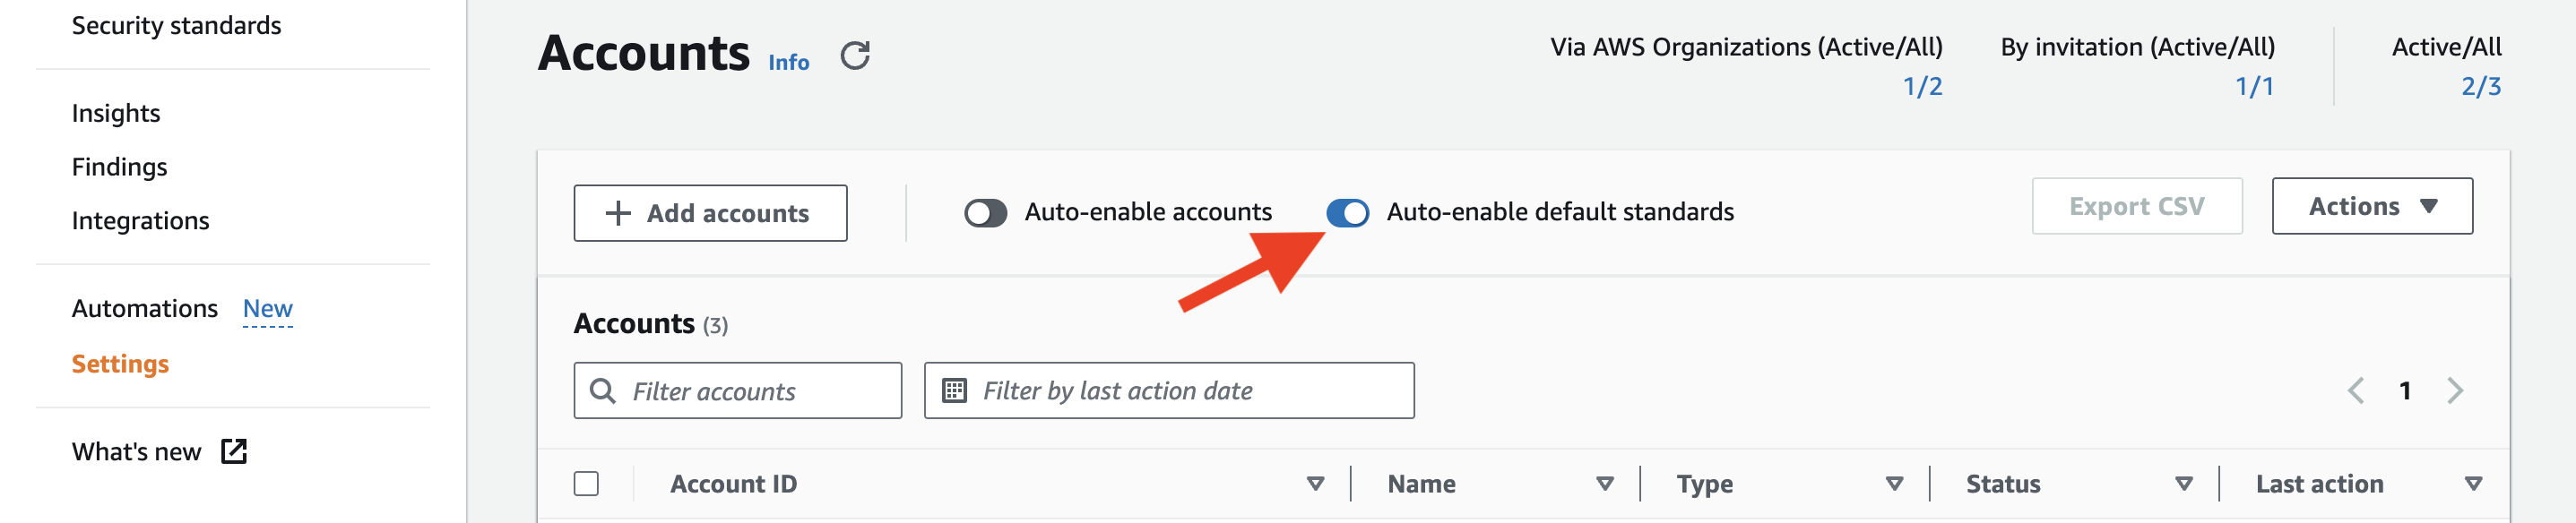 Security standards
Insights
Findings
Integrations
Automations New
Settings
What's new
Accounts Info
Via AWS Organizations (Active/All)
1/2
By invitation (Active/All)
1/1
Active/All
2/3
Add accounts
Auto-enable accounts
Auto-enable default standards
Export CSV
Actions
Accounts (3)
Filter accounts
Filter by last action date
1
Account ID
Name
Type
Status
Last action